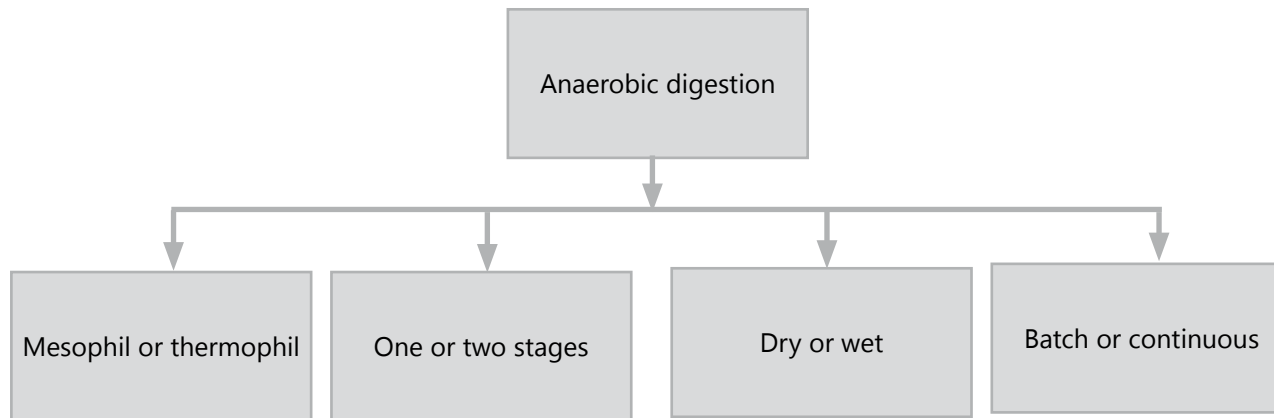 Anaerobic digestion
Mesophil or thermophil
One or two stages
Dry or wet
Batch or continuous